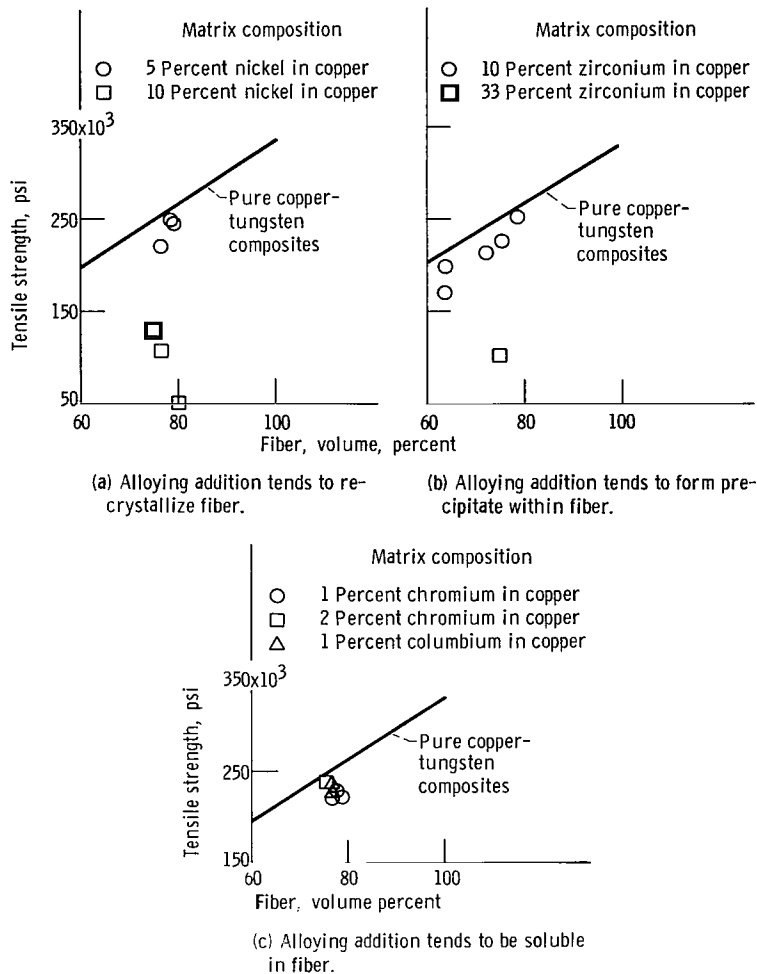 Matrix composition
5 Percent nickel in copper
10 Percent nickel in copper
350x10³
250
150
50
Tensile strength, psi
Pure copper-
tungsten
composites
60
80
100
Matrix composition
10 Percent zirconium in copper
33 Percent zirconium in copper
Pure copper-
tungsten
composites
60
80
100
Fiber, volume, percent
(a) Alloying addition tends to re-
crystallize fiber.
(b) Alloying addition tends to form pre-
cipitate within fiber.
Matrix composition
1 Percent chromium in copper
2 Percent chromium in copper
1 Percent columbium in copper
350x10³
250
150
Tensile strength, psi
Pure copper-
tungsten
composites
60
80
100
Fiber, volume percent
(c) Alloying addition tends to be soluble
in fiber.